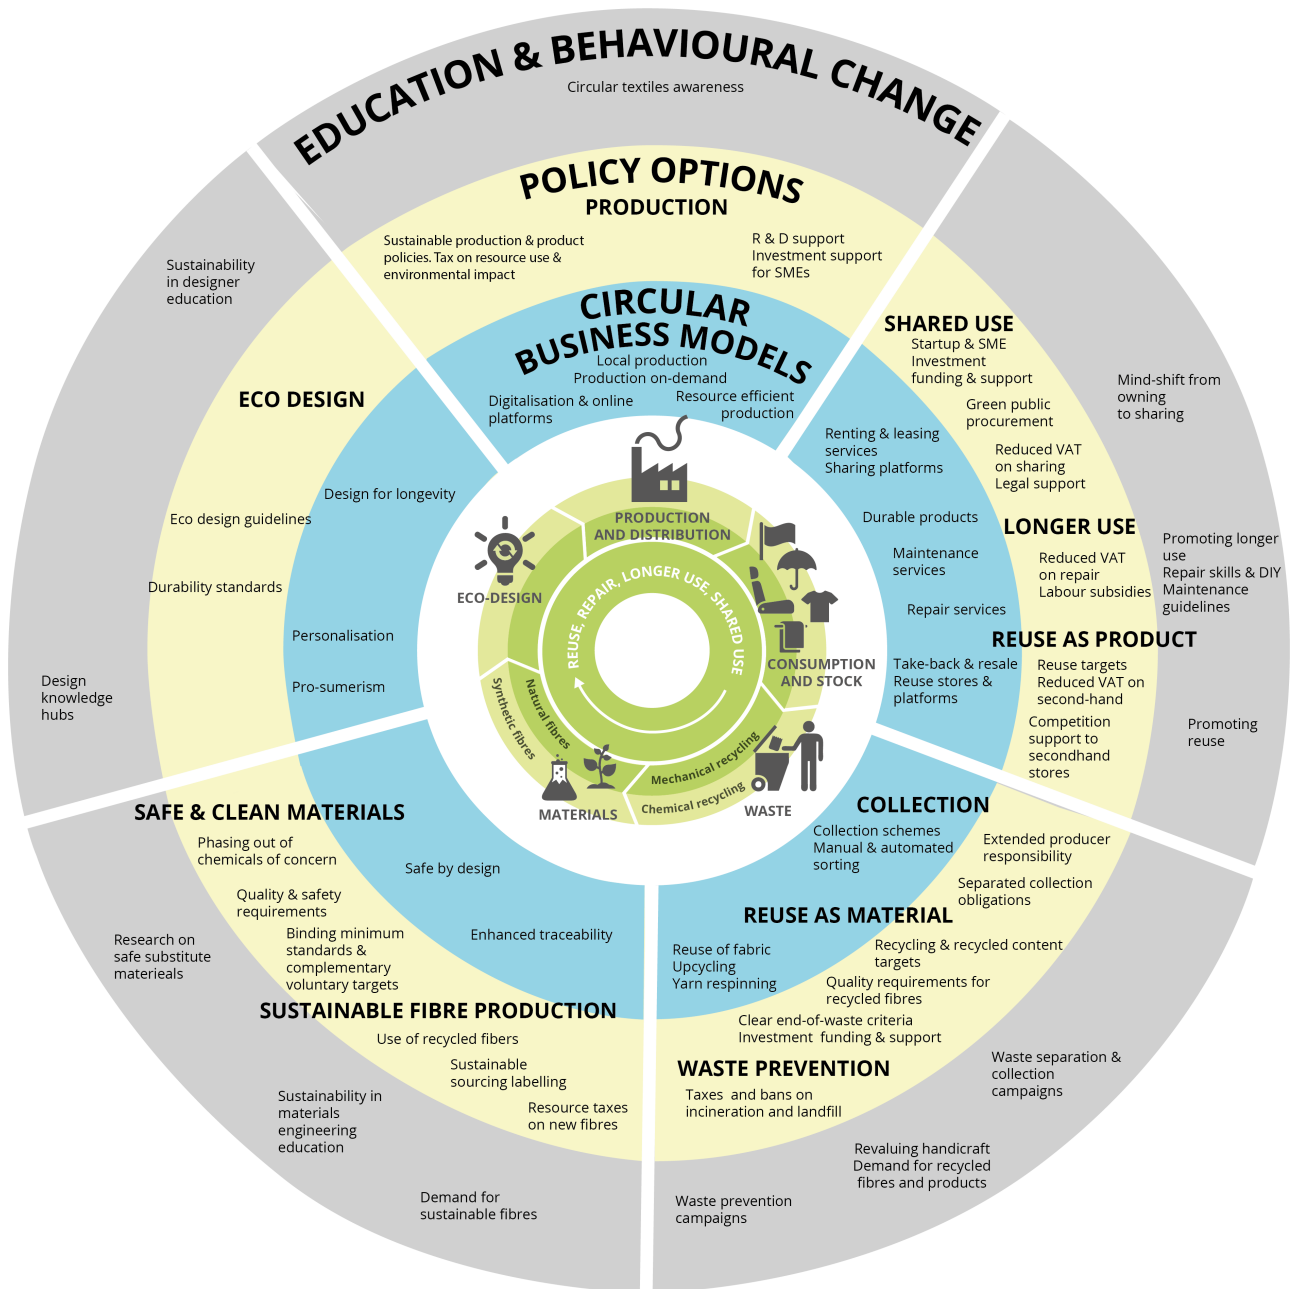 EDUCATION & BEHAVIOURAL CHANGE
Circular textiles awareness
POLICY OPTIONS
PRODUCTION
Sustainable production & product
policies. Tax on resource use &
environmental impact
R & D support
Investment support
for SMEs
CIRCULAR
BUSINESS MODELS
Local production
Production on-demand
Digitalisation & online
platforms
Resource efficient
production
Sustainability
in designer
education
Design
knowledge
hubs
ECO DESIGN
Eco design guidelines
Durability standards
Design for longevity
Personalisation
Pro-sumerism
SHARED USE
Startup & SME
Investment
funding & support
Green public
procurement
Reduced VAT
on sharing
Legal support
Mind-shift from
owning
to sharing
Renting & leasing
services
Sharing platforms
Durable products
Maintenance
services
Repair services
Take-back & resale
Reuse stores &
platforms
LONGER USE
Reduced VAT
on repair
Labour subsidies
Promoting longer
use
Repair skills & DIY
Maintenance
guidelines
REUSE AS PRODUCT
Reuse targets
Reduced VAT on
second-hand
Competition
support to
secondhand
stores
Promoting
reuse
PRODUCTION
AND DISTRIBUTION
ECO-DESIGN
REUSE, REPAIR, LONGER USE, SHARED USE
CONSUMPTION
AND STOCK
Synthetic fibres
Natural fibres
Mechanical recycling
Chemical recycling
MATERIALS
WASTE
SAFE & CLEAN MATERIALS
Phasing out of
chemicals of concern
Quality & safety
requirements
Binding minimum
standards &
complementary
voluntary targets
Safe by design
Enhanced traceability
Research on
safe substitute
materieals
SUSTAINABLE FIBRE PRODUCTION
Use of recycled fibers
Sustainable
sourcing labelling
Resource taxes
on new fibres
Sustainability in
materials
engineering
education
Demand for
sustainable fibres
COLLECTION
Collection schemes
Manual & automated
sorting
Extended producer
responsibility
Separated collection
obligations
REUSE AS MATERIAL
Reuse of fabric
Upcycling
Yarn respinning
Recycling & recycled content
targets
Quality requirements for
recycled fibres
Clear end-of-waste criteria
Investment  funding & support
WASTE PREVENTION
Taxes  and bans on
incineration and landfill
Waste separation &
collection
campaigns
Revaluing handicraft
Demand for recycled
fibres and products
Waste prevention
campaigns